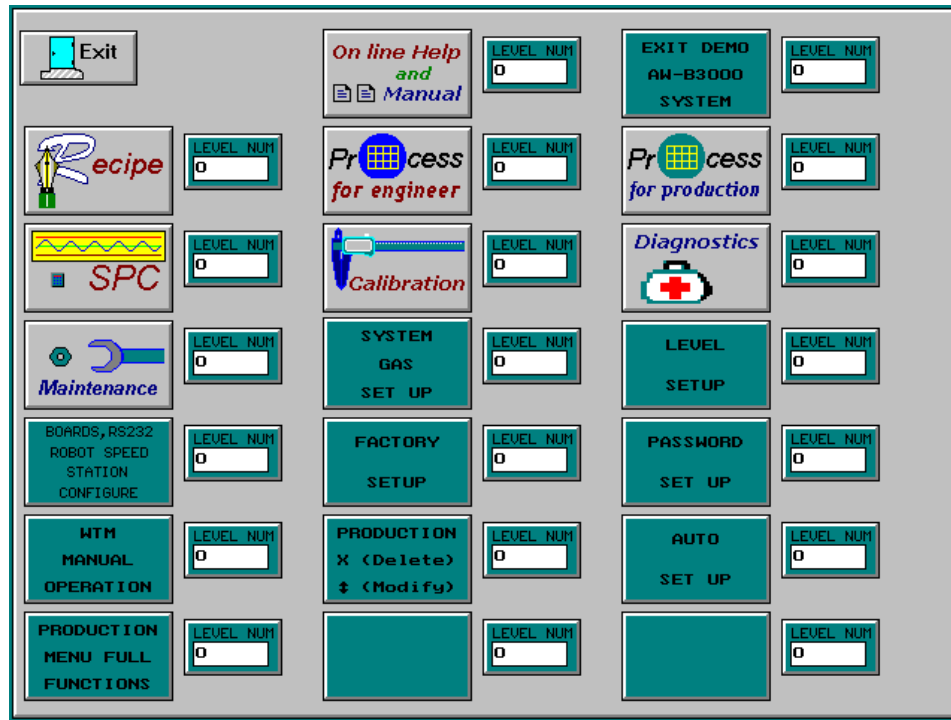 Exit
On line Help
and
Manual
LEVEL NUM
0
EXIT DEMO
AW-B3000
SYSTEM
LEVEL NUM
0
Recipe
LEVEL NUM
0
Process
for engineer
LEVEL NUM
0
Process
for production
LEVEL NUM
0
SPC
LEVEL NUM
0
Calibration
LEVEL NUM
0
Diagnostics
LEVEL NUM
0
Maintenance
LEVEL NUM
0
SYSTEM
GAS
SET UP
LEVEL NUM
0
LEVEL
SETUP
LEVEL NUM
0
BOARDS,RS232
ROBOT SPEED
STATION
CONFIGURE
LEVEL NUM
0
FACTORY
SETUP
LEVEL NUM
0
PASSWORD
SET UP
LEVEL NUM
0
WTM
MANUAL
OPERATION
LEVEL NUM
0
PRODUCTION
X (Delete)
↕ (Modify)
LEVEL NUM
0
AUTO
SET UP
LEVEL NUM
0
PRODUCTION
MENU FULL
FUNCTIONS
LEVEL NUM
0
LEVEL NUM
0
LEVEL NUM
0